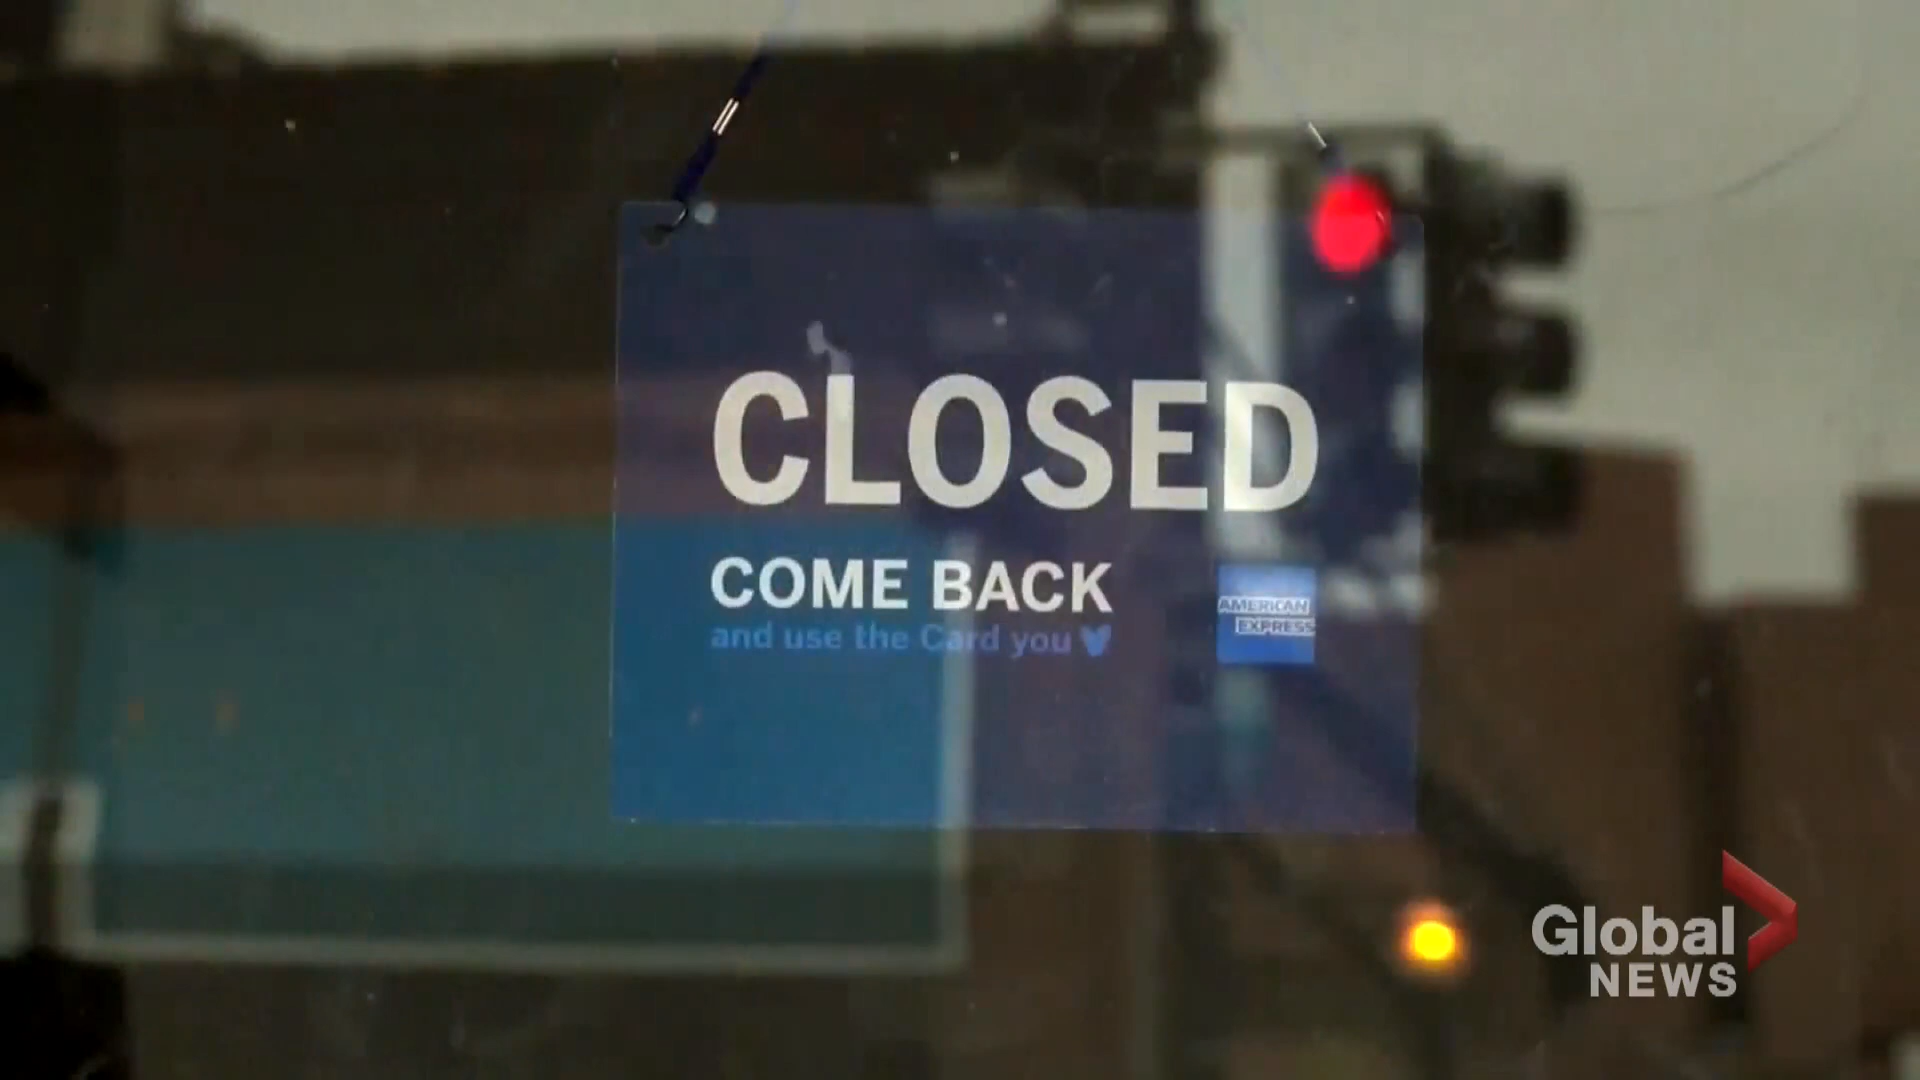 CLOSED
COME BACK
and use the Card you
AMERICAN
EXPRESS
Global
NEWS